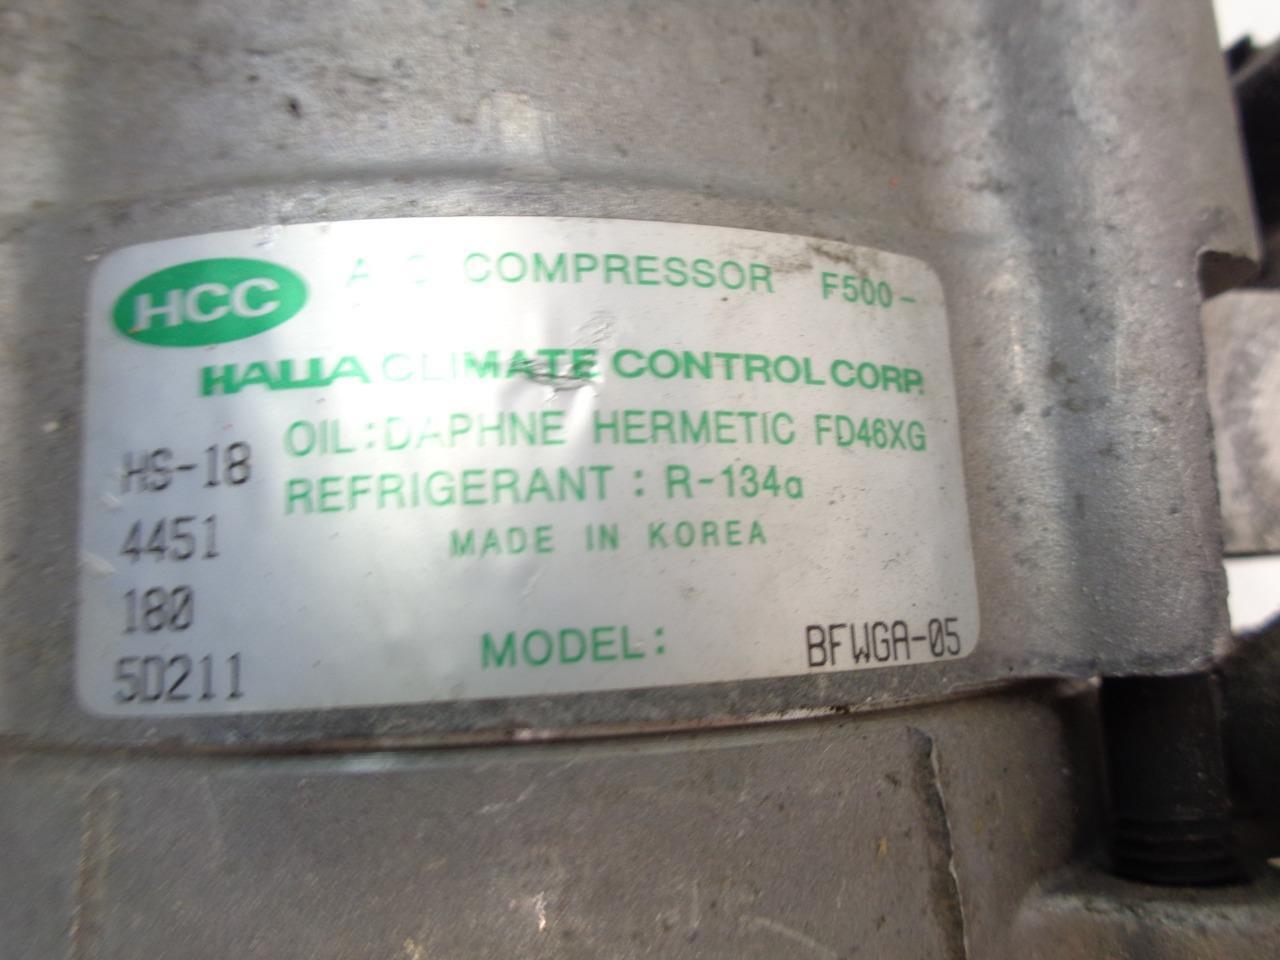 HCC A/C COMPRESSOR F500-
HALLA CLIMATE CONTROL CORP.
OIL:DAPHNE HERMETIC FD46XG
HS-18 REFRIGERANT : R-134a
4451 MADE IN KOREA
180
5D211 MODEL: BFWGA-05